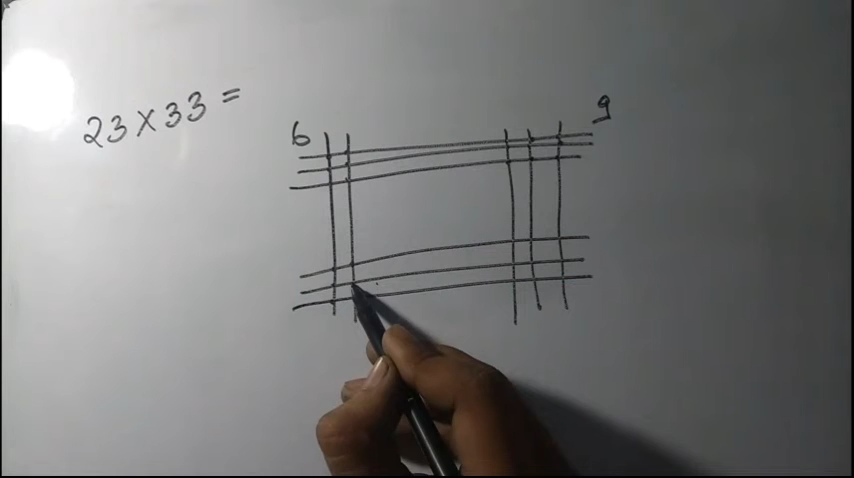 23 × 33 =
6
9